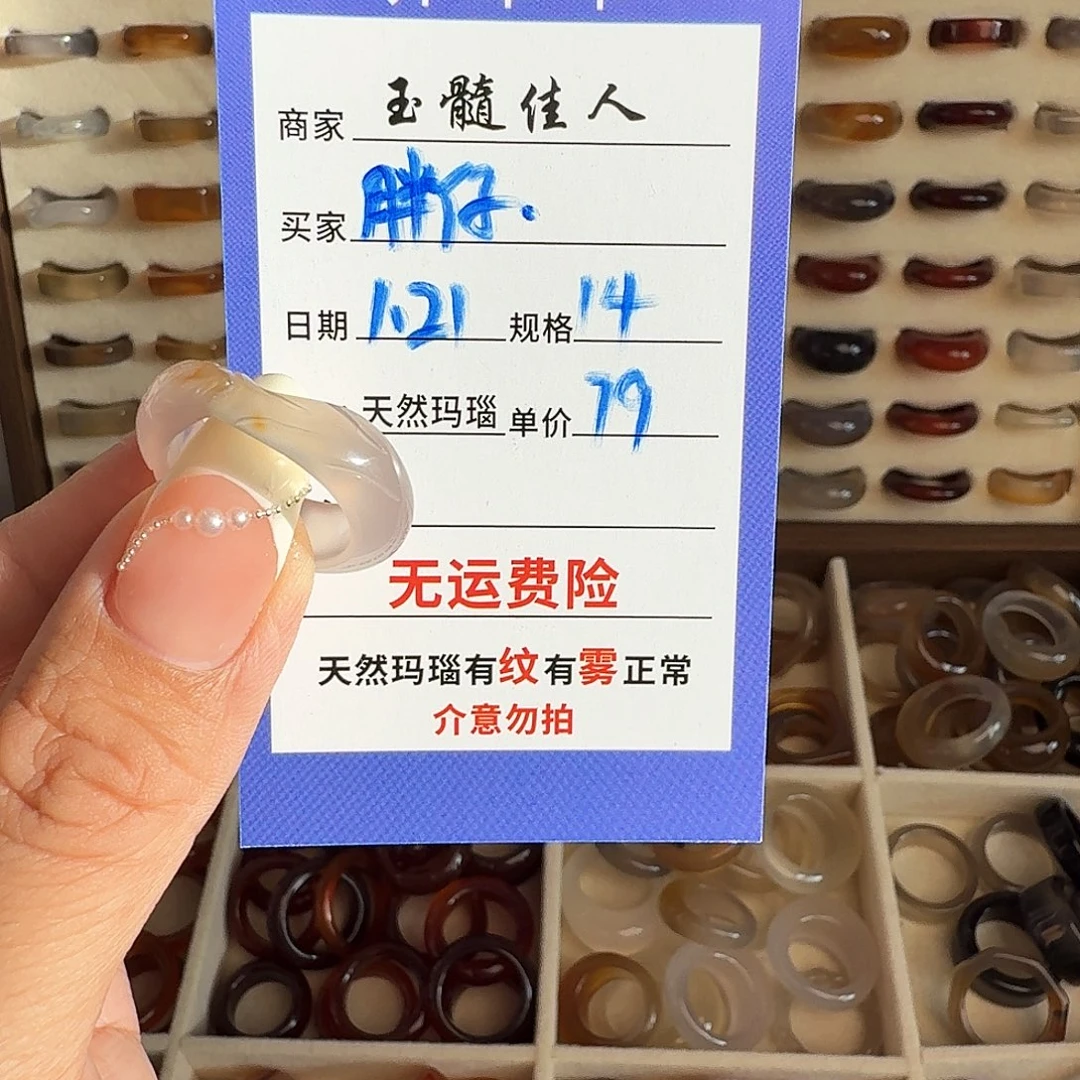 商家 玉髓佳人
买家 胖仔.
日期 1.21 规格 14
天然玛瑙 单价 79
无运费险
天然玛瑙有纹有雾正常
介意勿拍